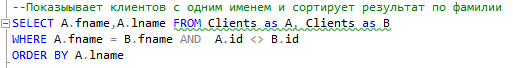 --Показыывает клиентов с одним именем и сортирует результат по фамилии
SELECT A.fname,A.lname FROM Clients as A, Clients as B
WHERE A.fname = B.fname AND A.id <> B.id
ORDER BY A.lname